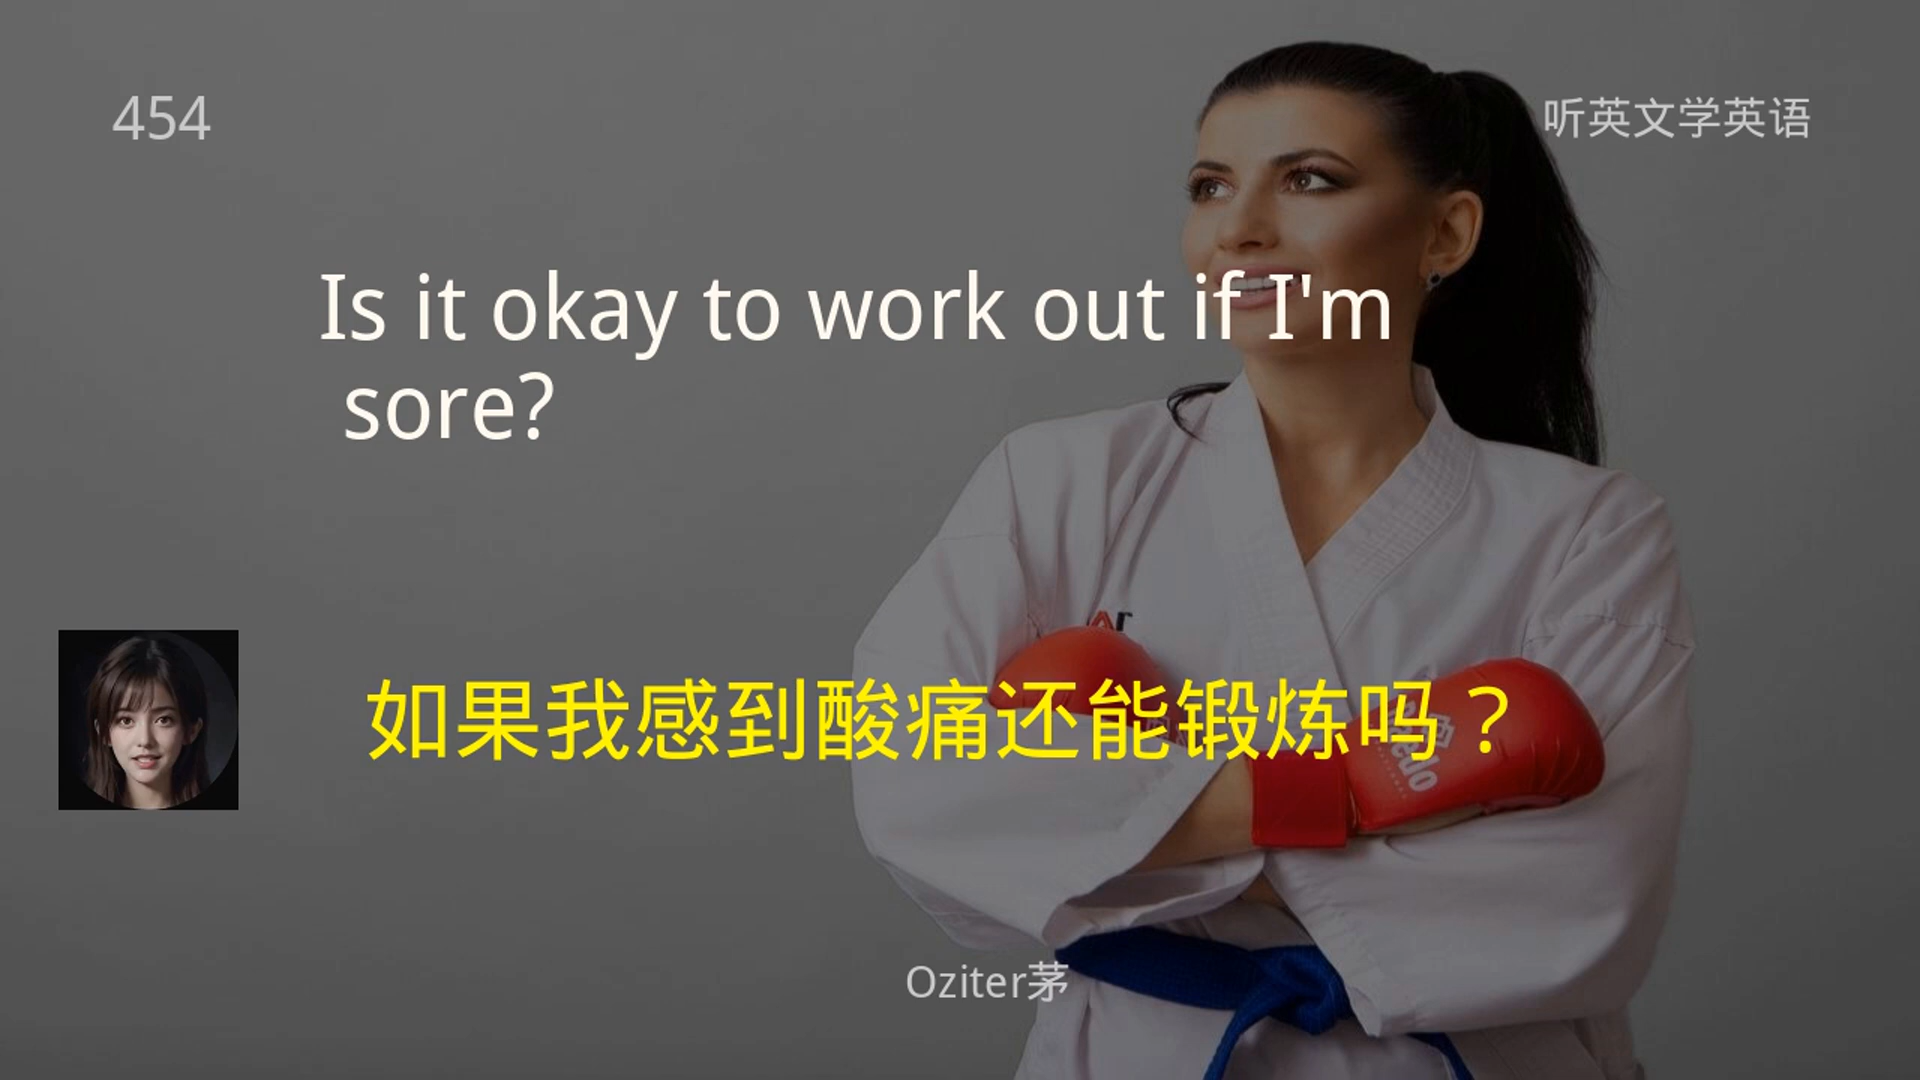 454
听英文学英语
Is it okay to work out if I'm
sore?
如果我感到酸痛还能锻炼吗？
Oziter茅